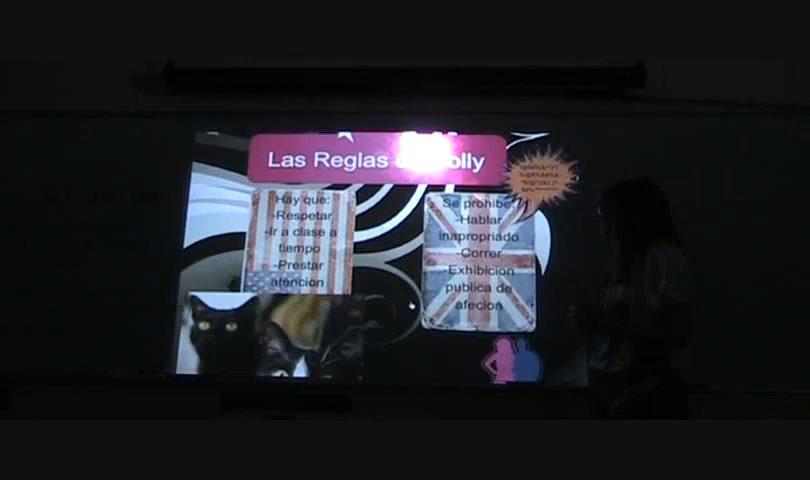 Las Reglas
Hay que:
-Respetar
-Ir a clase a
tiempo
-Prestar
atencion
Se prohibe:
-Hablar
inapropriado
-Correr
-Exhibicion
publica de
afecion